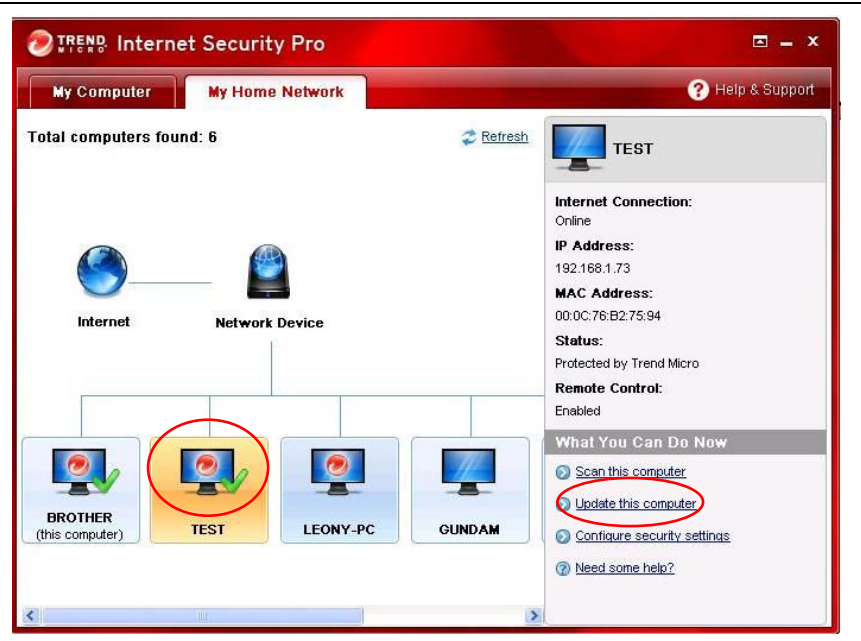 TREND MICRO Internet Security Pro
My Computer
My Home Network
Help & Support
Total computers found: 6
Refresh
Internet
Network Device
BROTHER
(this computer)
TEST
LEONY-PC
GUNDAM
TEST
Internet Connection:
Online
IP Address:
192.168.1.73
MAC Address:
00:0C:76:B2:75:94
Status:
Protected by Trend Micro
Remote Control:
Enabled
What You Can Do Now
Scan this computer
Update this computer
Configure security settings
Need some help?